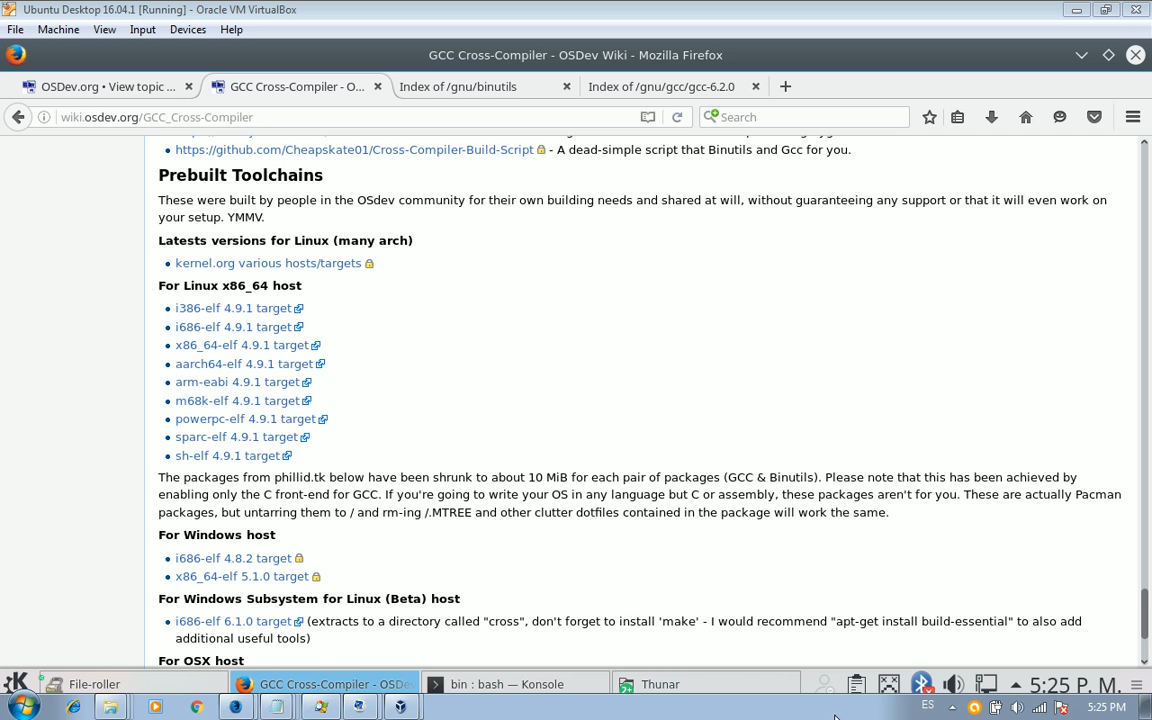 Ubuntu Desktop 16.04.1 [Running] - Oracle VM VirtualBox
File Machine View Input Devices Help
GCC Cross-Compiler - OSDev Wiki - Mozilla Firefox
OSDev.org • View topic ...
GCC Cross-Compiler - O...
Index of /gnu/binutils
Index of /gnu/gcc/gcc-6.2.0
wiki.osdev.org/GCC_Cross-Compiler
Search
• https://github.com/Cheapskate01/Cross-Compiler-Build-Script - A dead-simple script that Binutils and Gcc for you.
Prebuilt Toolchains
These were built by people in the OSdev community for their own building needs and shared at will, without guaranteeing any support or that it will even work on
your setup. YMMV.
Latests versions for Linux (many arch)
• kernel.org various hosts/targets
For Linux x86_64 host
• i386-elf 4.9.1 target
• i686-elf 4.9.1 target
• x86_64-elf 4.9.1 target
• aarch64-elf 4.9.1 target
• arm-eabi 4.9.1 target
• m68k-elf 4.9.1 target
• powerpc-elf 4.9.1 target
• sparc-elf 4.9.1 target
• sh-elf 4.9.1 target
The packages from phillid.tk below have been shrunk to about 10 MiB for each pair of packages (GCC & Binutils). Please note that this has been achieved by
enabling only the C front-end for GCC. If you're going to write your OS in any language but C or assembly, these packages aren't for you. These are actually Pacman
packages, but untarring them to / and rm-ing /.MTREE and other clutter dotfiles contained in the package will work the same.
For Windows host
• i686-elf 4.8.2 target
• x86_64-elf 5.1.0 target
For Windows Subsystem for Linux (Beta) host
• i686-elf 6.1.0 target (extracts to a directory called "cross", don't forget to install 'make' - I would recommend "apt-get install build-essential" to also add
additional useful tools)
For OSX host
File-roller
GCC Cross-Compiler - OSDe
bin : bash — Konsole
Thunar
5:25 P. M.
ES
5:25 PM